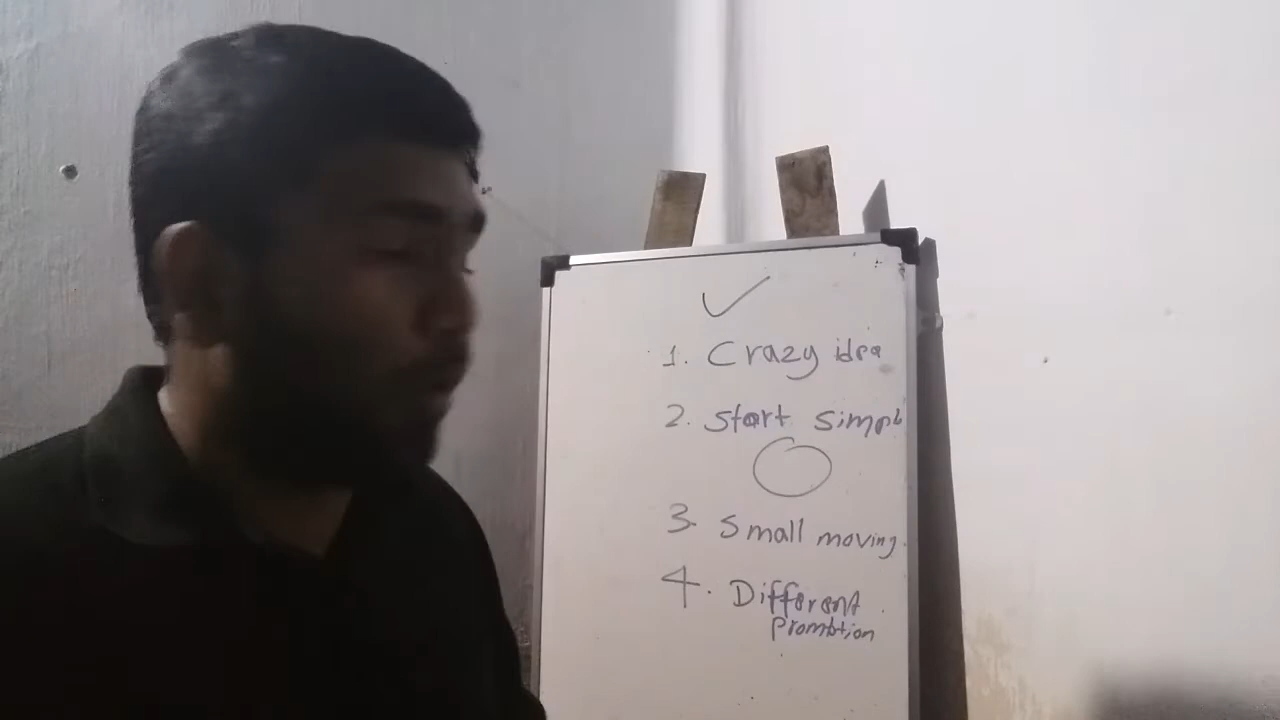 1. Crazy idea
2. Start simple
3. Small moving.
4. Different
Promotion